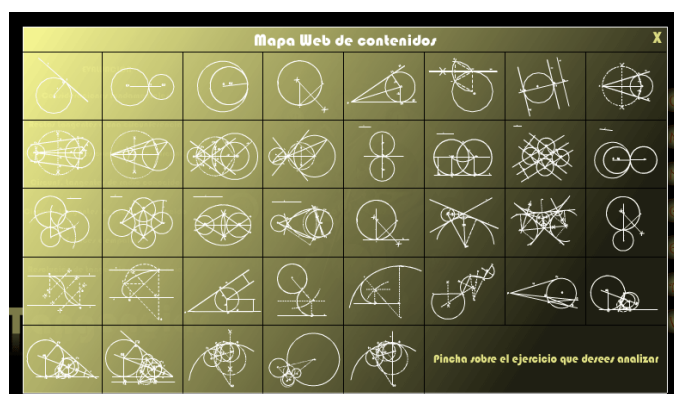 Mapa Web de contenidos
X
Pincha sobre el ejercicio que desees analizar